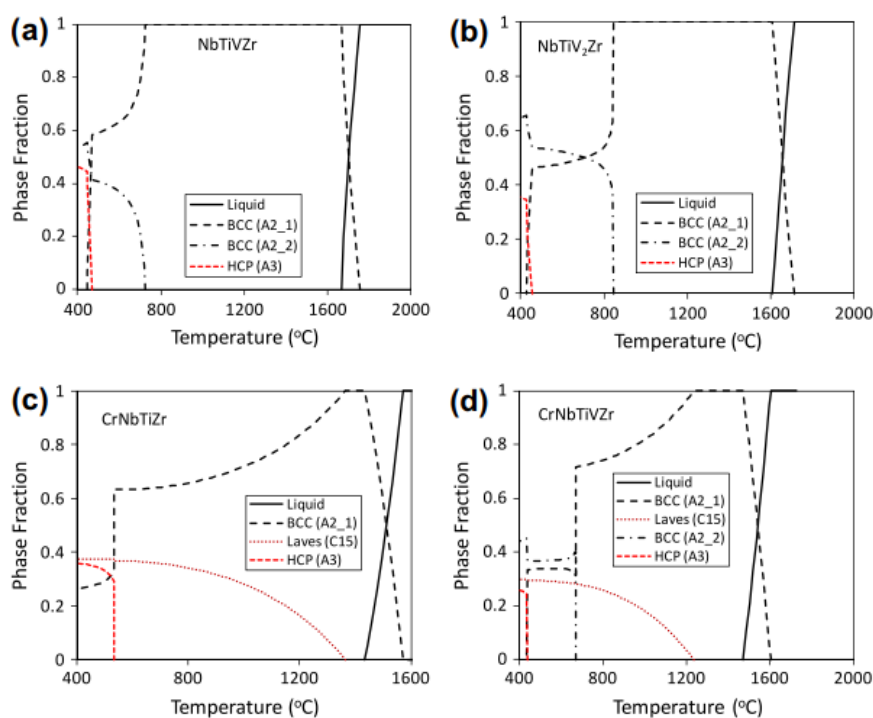 (a)
NbTiVZr
Phase Fraction
1
0.8
0.6
0.4
0.2
0
Liquid
BCC (A2_1)
BCC (A2_2)
HCP (A3)
400 800 1200 1600 2000
Temperature (°C)
(b)
NbTiV₂Zr
Phase Fraction
1
0.8
0.6
0.4
0.2
0
Liquid
BCC (A2_1)
BCC (A2_2)
HCP (A3)
400 800 1200 1600 2000
Temperature (°C)
(c)
CrNbTiZr
Phase Fraction
1
0.8
0.6
0.4
0.2
0
Liquid
BCC (A2_1)
Laves (C15)
HCP (A3)
400 800 1200 1600
Temperature (°C)
(d)
CrNbTiVZr
Phase Fraction
1
0.8
0.6
0.4
0.2
0
Liquid
BCC (A2_1)
Laves (C15)
BCC (A2_2)
HCP (A3)
400 800 1200 1600 2000
Temperature (°C)